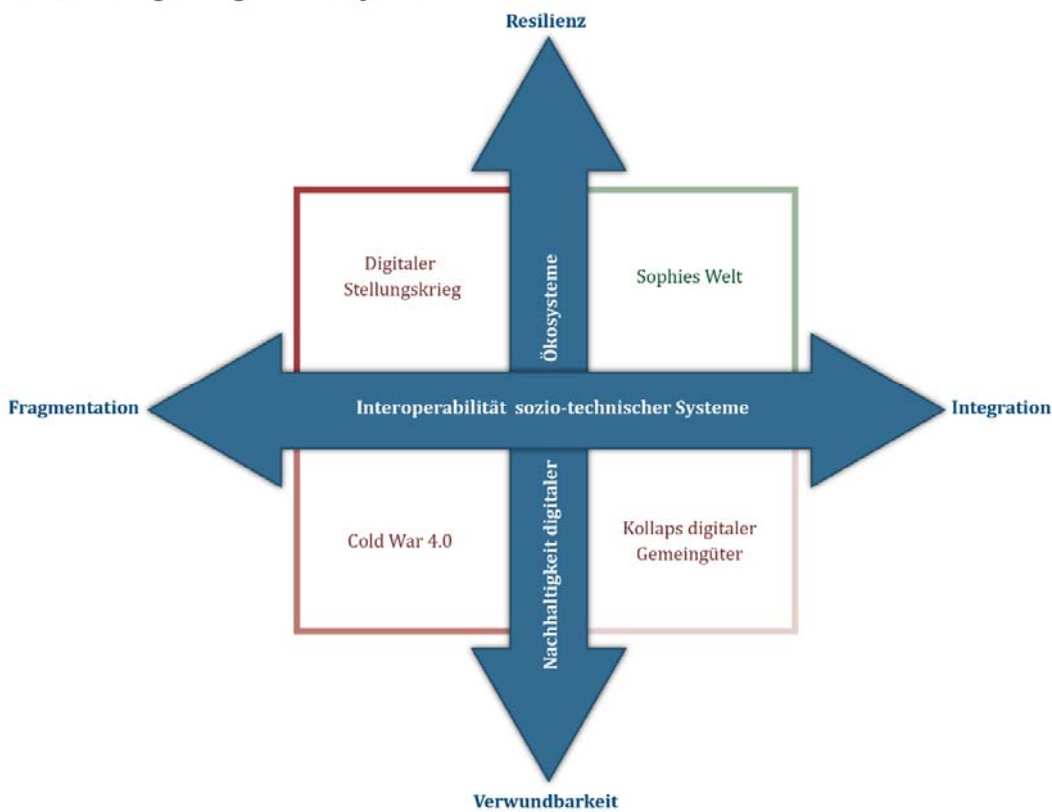 Resilienz
Digitaler
Stellungskrieg
Sophies Welt
Fragmentation
Interoperabilität sozio-technischer Systeme
Integration
Nachhaltigkeit digitaler Ökosysteme
Cold War 4.0
Kollaps digitaler
Gemeingüter
Verwundbarkeit